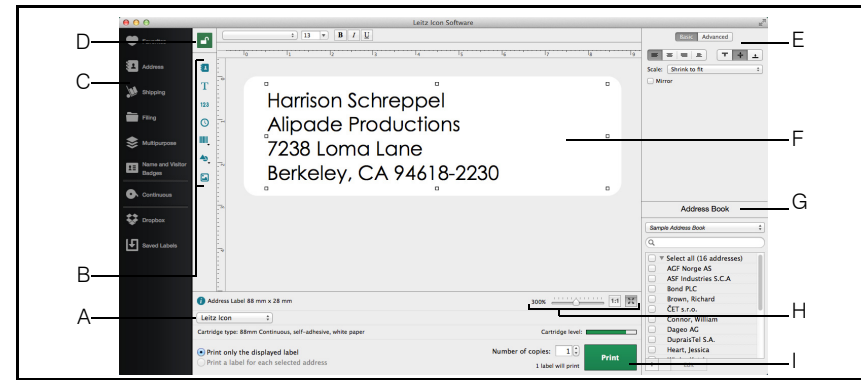 Leitz Icon Software
D
C
B
A
E
F
G
H
I
Favorites
Address
Shipping
Filing
Multipurpose
Name and Visitor
Badges
Continuous
Dropbox
Saved Labels
13
B I U
T
123
Harrison Schreppel
Alipade Productions
7238 Loma Lane
Berkeley, CA 94618-2230
Address Label 88 mm x 28 mm
300%
1:1
Leitz Icon
Cartridge type: 88mm Continuous, self-adhesive, white paper
Cartridge level:
Print only the displayed label
Print a label for each selected address
Number of copies: 1
1 label will print
Print
Basic Advanced
Scale: Shrink to fit
Mirror
Address Book
Sample Address Book
Select all (16 addresses)
AGF Norge AS
ASF Industries S.C.A
Bond PLC
Brown, Richard
ČET s.r.o.
Connor, William
Dageo AG
DupraisTel S.A.
Heart, Jessica